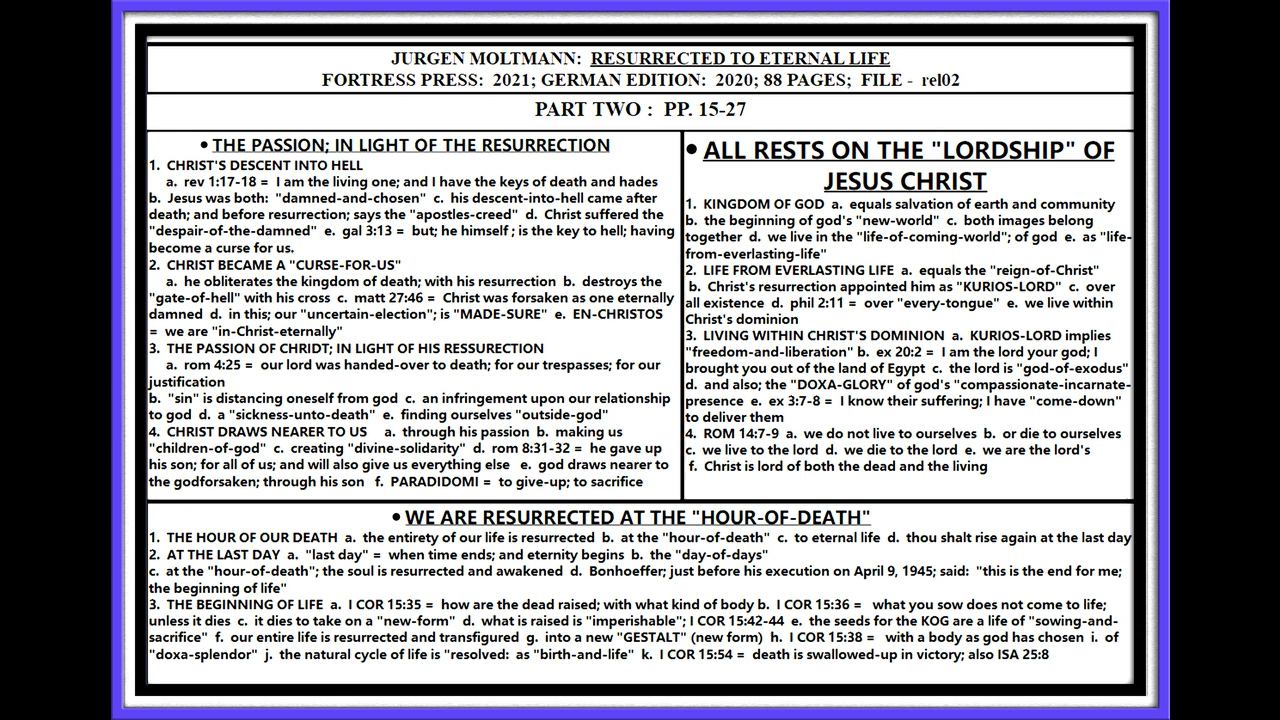 JURGEN MOLTMANN:  RESURRECTED TO ETERNAL LIFE
FORTRESS PRESS:  2021; GERMAN EDITION:  2020; 88 PAGES;  FILE -  rel02
PART TWO :  PP. 15-27
• THE PASSION; IN LIGHT OF THE RESURRECTION
1.  CHRIST'S DESCENT INTO HELL
a.  rev 1:17-18 =  I am the living one; and I have the keys of death and hades
b.  Jesus was both:  "damned-and-chosen"  c.  his descent-into-hell came after
death; and before resurrection; says the "apostles-creed"  d.  Christ suffered the
"despair-of-the-damned"  e.  gal 3:13 =  but; he himself ; is the key to hell; having
become a curse for us.
2.  CHRIST BECAME A "CURSE-FOR-US"
a.  he obliterates the kingdom of death; with his resurrection  b.  destroys the
"gate-of-hell" with his cross  c.  matt 27:46 =  Christ was forsaken as one eternally
damned  d.  in this; our "uncertain-election"; is "MADE-SURE"  e.  EN-CHRISTOS
=  we are "in-Christ-eternally"
3.  THE PASSION OF CHRIDT; IN LIGHT OF HIS RESSURECTION
a.  rom 4:25 =  our lord was handed-over to death; for our trespasses; for our
justification
b.  "sin" is distancing oneself from god  c.  an infringement upon our relationship
to god  d.  a "sickness-unto-death"  e.  finding ourselves "outside-god"
4.  CHRIST DRAWS NEARER TO US    a.  through his passion  b.  making us
"children-of-god"  c.  creating "divine-solidarity"  d.  rom 8:31-32 =  he gave up
his son; for all of us; and will also give us everything else   e.  god draws nearer to
the godforsaken; through his son   f.  PARADIDOMI =  to give-up; to sacrifice
• ALL RESTS ON THE "LORDSHIP" OF
JESUS CHRIST
1.  KINGDOM OF GOD  a.  equals salvation of earth and community
b.  the beginning of god's "new-world"  c.  both images belong
together  d.  we live in the "life-of-coming-world"; of god  e.  as "life-
from-everlasting-life"
2.  LIFE FROM EVERLASTING LIFE  a.  equals the "reign-of-Christ"
b.  Christ's resurrection appointed him as "KURIOS-LORD"  c.  over
all existence  d.  phil 2:11 =  over "every-tongue"  e.  we live within
Christ's dominion
3.  LIVING WITHIN CHRIST'S DOMINION  a.  KURIOS-LORD implies
"freedom-and-liberation" b.  ex 20:2 =  I am the lord your god; I
brought you out of the land of Egypt  c.  the lord is "god-of-exodus"
d.  and also; the "DOXA-GLORY" of god's "compassionate-incarnate-
presence  e.  ex 3:7-8 =  I know their suffering; I have "come-down"
to deliver them
4.  ROM 14:7-9  a.  we do not live to ourselves  b.  or die to ourselves
c.  we live to the lord  d.  we die to the lord  e.  we are the lord's
f.  Christ is lord of both the dead and the living
• WE ARE RESURRECTED AT THE "HOUR-OF-DEATH"
1.  THE HOUR OF OUR DEATH  a.  the entirety of our life is resurrected  b.  at the "hour-of-death"  c.  to eternal life  d.  thou shalt rise again at the last day
2.  AT THE LAST DAY  a.  "last day" =  when time ends; and eternity begins  b.  the "day-of-days"
c.  at the "hour-of-death"; the soul is resurrected and awakened  d.  Bonhoeffer; just before his execution on April 9, 1945; said:  "this is the end for me;
the beginning of life"
3.  THE BEGINNING OF LIFE  a.  I COR 15:35 =  how are the dead raised; with what kind of body b.  I COR 15:36 =   what you sow does not come to life;
unless it dies  c.  it dies to take on a "new-form"  d.  what is raised is "imperishable"; I COR 15:42-44  e.  the seeds for the KOG are a life of "sowing-and-
sacrifice"  f.  our entire life is resurrected and transfigured  g.  into a new "GESTALT" (new form)  h.  I COR 15:38 =   with a body as god has chosen  i.  of
"doxa-splendor"  j.  the natural cycle of life is "resolved:  as "birth-and-life"  k.  I COR 15:54 =  death is swallowed-up in victory; also ISA 25:8